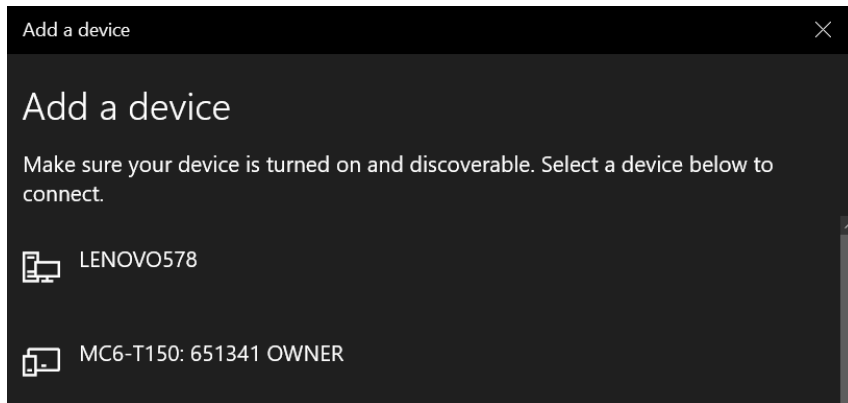 Add a device
Add a device
Make sure your device is turned on and discoverable. Select a device below to
connect.
LENOVO578
MC6-T150: 651341 OWNER